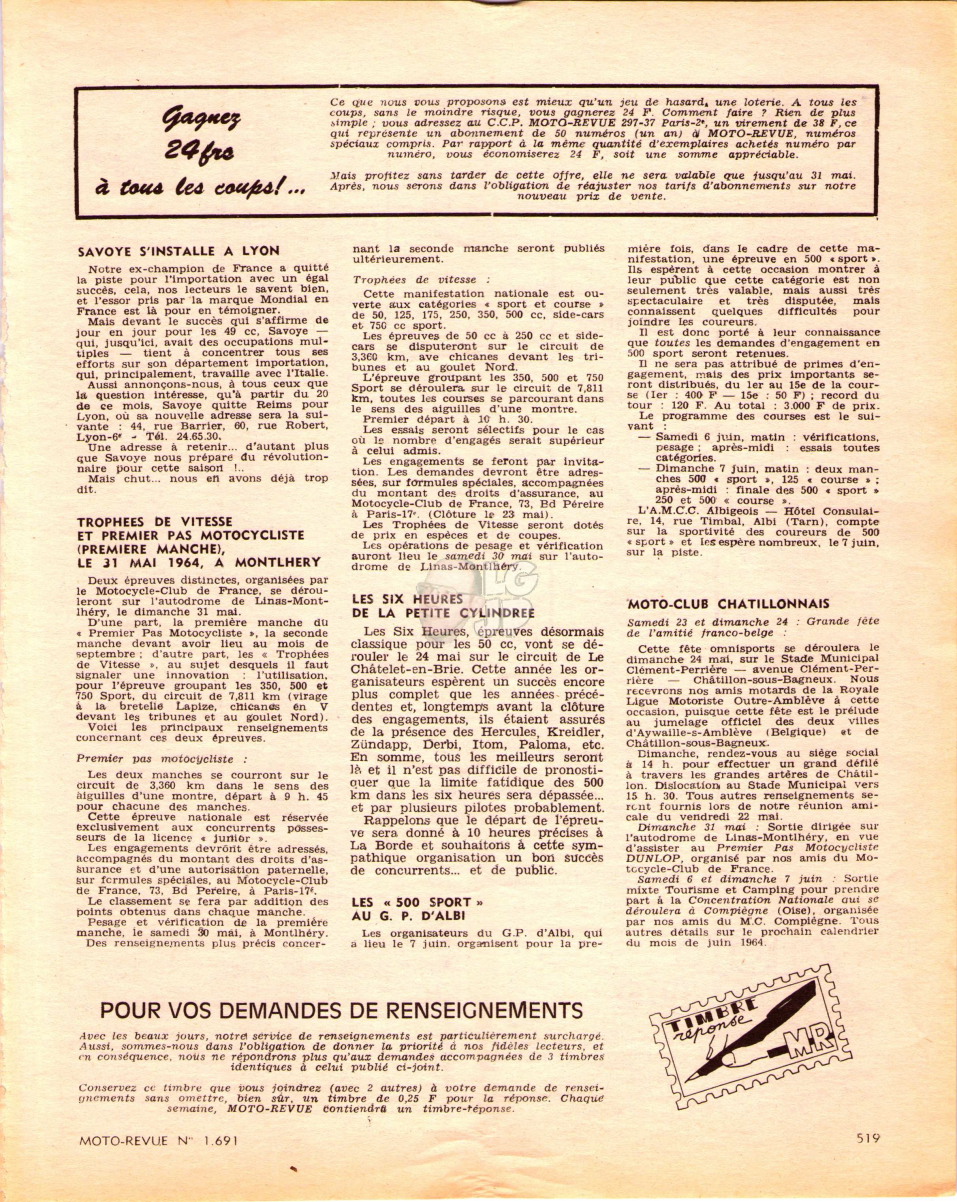 Gagnez
24 frs
à tous les coups!...
Ce que nous vous proposons est mieux qu'un jeu de hasard, une loterie. A tous les
coups, sans le moindre risque, vous gagnerez 24 F. Comment faire ? Rien de plus
simple ; vous adressez au C.C.P. MOTO-REVUE 297-37 Paris-2e, un virement de 38 F, ce
qui représente un abonnement de 50 numéros (un an) à MOTO-REVUE, numéros
spéciaux compris. Par rapport à la même quantité d'exemplaires achetés numéro par
numéro, vous économiserez 24 F, soit une somme appréciable.
Mais profitez sans tarder de cette offre, elle ne sera valable que jusqu'au 31 mai.
Après, nous serons dans l'obligation de réajuster nos tarifs d'abonnements sur notre
nouveau prix de vente.
SAVOYE S'INSTALLE A LYON
Notre ex-champion de France a quitté
la piste pour l'importation avec un égal
succès, cela, nos lecteurs le savent bien,
et l'essor pris par la marque Mondial en
France est là pour en témoigner.
Mais devant le succès qui s'affirme de
jour en jour pour les 49 cc, Savoye —
qui, jusqu'ici, avait des occupations mul-
tiples — tient à concentrer tous ses
efforts sur son département importation,
qui, principalement, travaille avec l'Italie.
Aussi annonçons-nous, à tous ceux que
la question intéresse, qu'à partir du 20
de ce mois, Savoye quitte Reims pour
Lyon, où sa nouvelle adresse sera la sui-
vante : 44, rue Barrier, 60, rue Robert,
Lyon-6e - Tél. 24.65.30.
Une adresse à retenir... d'autant plus
que Savoye nous prépare du révolution-
naire pour cette saison !..
Mais chut... nous en avons déjà trop
dit.
TROPHEES DE VITESSE
ET PREMIER PAS MOTOCYCLISTE
(PREMIERE MANCHE),
LE 31 MAI 1964, A MONTLHERY
Deux épreuves distinctes, organisées par
le Motocycle-Club de France, se dérou-
leront sur l'autodrome de Linas-Mont-
lhéry, le dimanche 31 mai.
D'une part, la première manche du
« Premier Pas Motocycliste », la seconde
manche devant avoir lieu au mois de
septembre ; d'autre part, les « Trophées
de Vitesse », au sujet desquels il faut
signaler une innovation : l'utilisation,
pour l'épreuve groupant les 350, 500 et
750 Sport, du circuit de 7,811 km (virage
à la bretelle Lapize, chicanes en V
devant les tribunes et au goulet Nord).
Voici les principaux renseignements
concernant ces deux épreuves.
Premier pas motocycliste :
Les deux manches se courront sur le
circuit de 3,360 km dans le sens des
aiguilles d'une montre, départ à 9 h. 45
pour chacune des manches.
Cette épreuve nationale est réservée
exclusivement aux concurrents posses-
seurs de la licence « junior ».
Les engagements devront être adressés,
accompagnés du montant des droits d'as-
surance et d'une autorisation paternelle,
sur formules spéciales, au Motocycle-Club
de France, 73, Bd Pereire, à Paris-17e.
Le classement se fera par addition des
points obtenus dans chaque manche.
Pesage et vérification de la première
manche, le samedi 30 mai, à Montlhéry.
Des renseignements plus précis concer-
nant la seconde manche seront publiés
ultérieurement.
Trophées de vitesse :
Cette manifestation nationale est ou-
verte aux catégories « sport et course »
de 50, 125, 175, 250, 350, 500 cc, side-cars
et 750 cc sport.
Les épreuves de 50 cc à 250 cc et side-
cars se disputeront sur le circuit de
3,360 km, ave chicanes devant les tri-
bunes et au goulet Nord.
L'épreuve groupant les 350, 500 et 750
Sport se déroulera sur le circuit de 7,811
km, toutes les courses se parcourant dans
le sens des aiguilles d'une montre.
Premier départ à 10 h. 30.
Les essais seront sélectifs pour le cas
où le nombre d'engagés serait supérieur
à celui admis.
Les engagements se feront par invita-
tion. Les demandes devront être adres-
sées, sur formules spéciales, accompagnées
du montant des droits d'assurance, au
Motocycle-Club de France, 73, Bd Péreire
à Paris-17e. (Clôture le 23 mai).
Les Trophées de Vitesse seront dotés
de prix en espèces et de coupes.
Les opérations de pesage et vérification
auront lieu le samedi 30 mai sur l'auto-
drome de Linas-Montlhéry.
LES SIX HEURES
DE LA PETITE CYLINDREE
Les Six Heures, épreuves désormais
classique pour les 50 cc, vont se dé-
rouler le 24 mai sur le circuit de Le
Châtelet-en-Brie. Cette année les or-
ganisateurs espèrent un succès encore
plus complet que les années précé-
dentes et, longtemps avant la clôture
des engagements, ils étaient assurés
de la présence des Hercules, Kreidler,
Zündapp, Derbi, Itom, Paloma, etc.
En somme, tous les meilleurs seront
là et il n'est pas difficile de pronosti-
quer que la limite fatidique des 500
km dans les six heures sera dépassée...
et par plusieurs pilotes probablement.
Rappelons que le départ de l'épreu-
ve sera donné à 10 heures précises à
La Borde et souhaitons à cette sym-
pathique organisation un bon succès
de concurrents... et de public.
LES « 500 SPORT »
AU G. P. D'ALBI
Les organisateurs du G.P. d'Albi, qui
a lieu le 7 juin, organisent pour la pre-
mière fois, dans le cadre de cette ma-
nifestation, une épreuve en 500 « sport ».
Ils espèrent à cette occasion montrer à
leur public que cette catégorie est non
seulement très valable, mais aussi très
spectaculaire et très disputée, mais
connaissent quelques difficultés pour
joindre les coureurs.
Il est donc porté à leur connaissance
que toutes les demandes d'engagement en
500 sport seront retenues.
Il ne sera pas attribué de primes d'en-
gagement, mais des prix importants se-
ront distribués, du 1er au 15e de la cour-
se (1er : 400 F — 15e : 50 F) ; record du
tour : 120 F. Au total : 3.000 F de prix.
Le programme des courses est le sui-
vant :
— Samedi 6 juin, matin : vérifications,
pesage ; après-midi : essais toutes
catégories.
— Dimanche 7 juin, matin : deux man-
ches 500 « sport », 125 « course » ;
après-midi : finale des 500 « sport »
250 et 500 « course ».
L'A.M.C.C. Albigeois — Hôtel Consulai-
re, 14, rue Timbal, Albi (Tarn), compte
sur la sportivité des coureurs de 500
« sport » et les espère nombreux, le 7 juin,
sur la piste.
MOTO-CLUB CHATILLONNAIS
Samedi 23 et dimanche 24 : Grande fête
de l'amitié franco-belge :
Cette fête omnisports se déroulera le
dimanche 24 mai, sur le Stade Municipal
Clément-Perrière — avenue Clément-Per-
rière — Châtillon-sous-Bagneux. Nous
recevrons nos amis motards de la Royale
Ligue Motoriste Outre-Amblève à cette
occasion, puisque cette fête est le prélude
au jumelage officiel des deux villes
d'Aywaille-s-Amblève (Belgique) et de
Châtillon-sous-Bagneux.
Dimanche, rendez-vous au siège social
à 14 h. pour effectuer un grand défilé
à travers les grandes artères de Châtil-
lon. Dislocation au Stade Municipal vers
15 h. 30. Tous autres renseignements se-
ront fournis lors de notre réunion ami-
cale du vendredi 22 mai.
Dimanche 31 mai : Sortie dirigée sur
l'autodrome de Linas-Montlhéry, en vue
d'assister au Premier Pas Motocycliste
DUNLOP, organisé par nos amis du Mo-
tocycle-Club de France.
Samedi 6 et dimanche 7 juin : Sortie
mixte Tourisme et Camping pour prendre
part à la Concentration Nationale qui se
déroulera à Compiègne (Oise), organisée
par nos amis du M.C. Compiègne. Tous
autres détails sur le prochain calendrier
du mois de juin 1964.
POUR VOS DEMANDES DE RENSEIGNEMENTS
Avec les beaux jours, notre service de renseignements est particulièrement surchargé.
Aussi, sommes-nous dans l'obligation de donner la priorité à nos fidèles lecteurs, et
en conséquence, nous ne répondrons plus qu'aux demandes accompagnées de 3 timbres
identiques à celui publié ci-joint.
Conservez ce timbre que vous joindrez (avec 2 autres) à votre demande de rensei-
gnements sans omettre, bien sûr, un timbre de 0,25 F pour la réponse. Chaque
semaine, MOTO-REVUE contiendra un timbre-réponse.
TIMBRE
réponse
MR
MOTO-REVUE N° 1.691
519